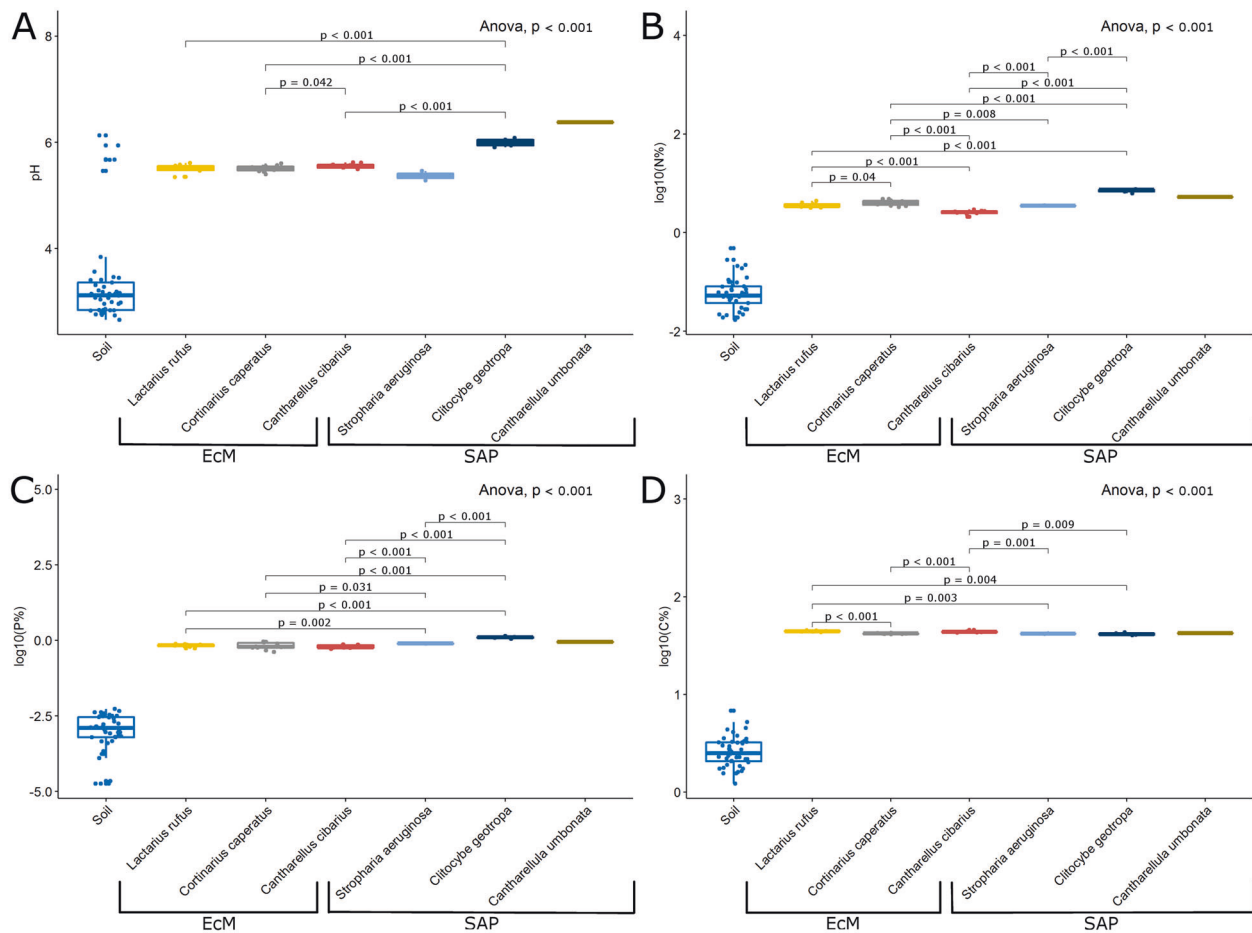 A
Anova, p < 0.001
8
p < 0.001
p < 0.001
p = 0.042
p < 0.001
6
pH
4
Soil
Lactarius rufus
Cortinarius caperatus
Cantharellus cibarius
Stropharia aeruginosa
Clitocybe geotropa
Cantharellula umbonata
EcM
SAP
B
Anova, p < 0.001
4
p < 0.001
p < 0.001
p < 0.001
p < 0.001
p = 0.008
p < 0.001
2
p < 0.001
p < 0.001
p = 0.04
log10(N%)
0
-2
Soil
Lactarius rufus
Cortinarius caperatus
Cantharellus cibarius
Stropharia aeruginosa
Clitocybe geotropa
Cantharellula umbonata
EcM
SAP
C
5.0
Anova, p < 0.001
p < 0.001
p < 0.001
p < 0.001
2.5
p < 0.001
p = 0.031
p < 0.001
p = 0.002
log10(P%)
0.0
-2.5
-5.0
Soil
Lactarius rufus
Cortinarius caperatus
Cantharellus cibarius
Stropharia aeruginosa
Clitocybe geotropa
Cantharellula umbonata
EcM
SAP
D
3
Anova, p < 0.001
p = 0.009
p = 0.001
p < 0.001
p = 0.004
2
p = 0.003
p < 0.001
log10(C%)
1
0
Soil
Lactarius rufus
Cortinarius caperatus
Cantharellus cibarius
Stropharia aeruginosa
Clitocybe geotropa
Cantharellula umbonata
EcM
SAP